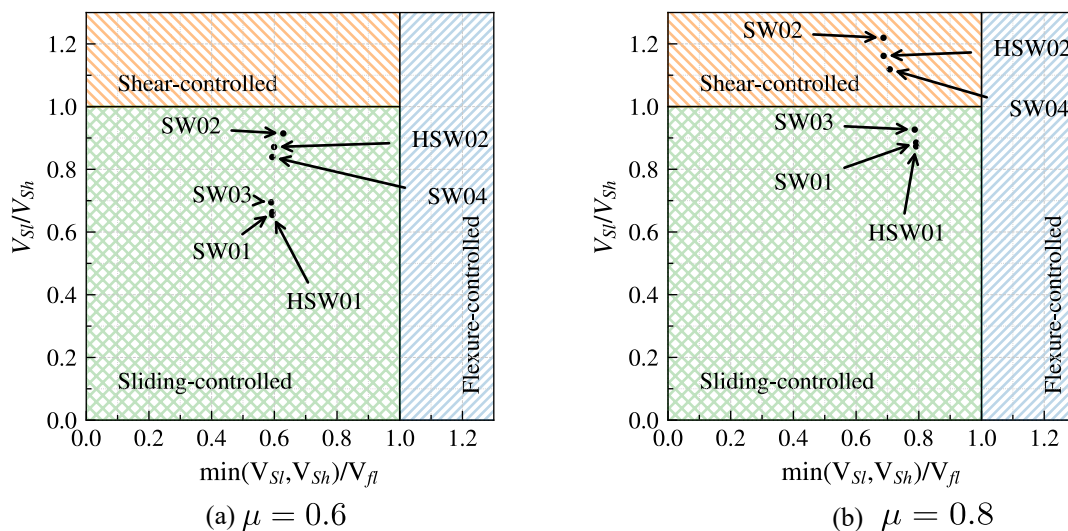 1.2
1.0
0.8
0.6
0.4
0.2
0.0
V_Sl/V_Sh
SW02
Shear-controlled
SW02
HSW02
SW03
SW04
SW01
HSW01
Sliding-controlled
Flexure-controlled
0.0 0.2 0.4 0.6 0.8 1.0 1.2
min(V_Sl,V_Sh)/V_fl
(a) μ = 0.6
1.2
1.0
0.8
0.6
0.4
0.2
0.0
V_Sl/V_Sh
SW02
HSW02
Shear-controlled
SW04
SW03
SW01
HSW01
Sliding-controlled
Flexure-controlled
0.0 0.2 0.4 0.6 0.8 1.0 1.2
min(V_Sl,V_Sh)/V_fl
(b) μ = 0.8